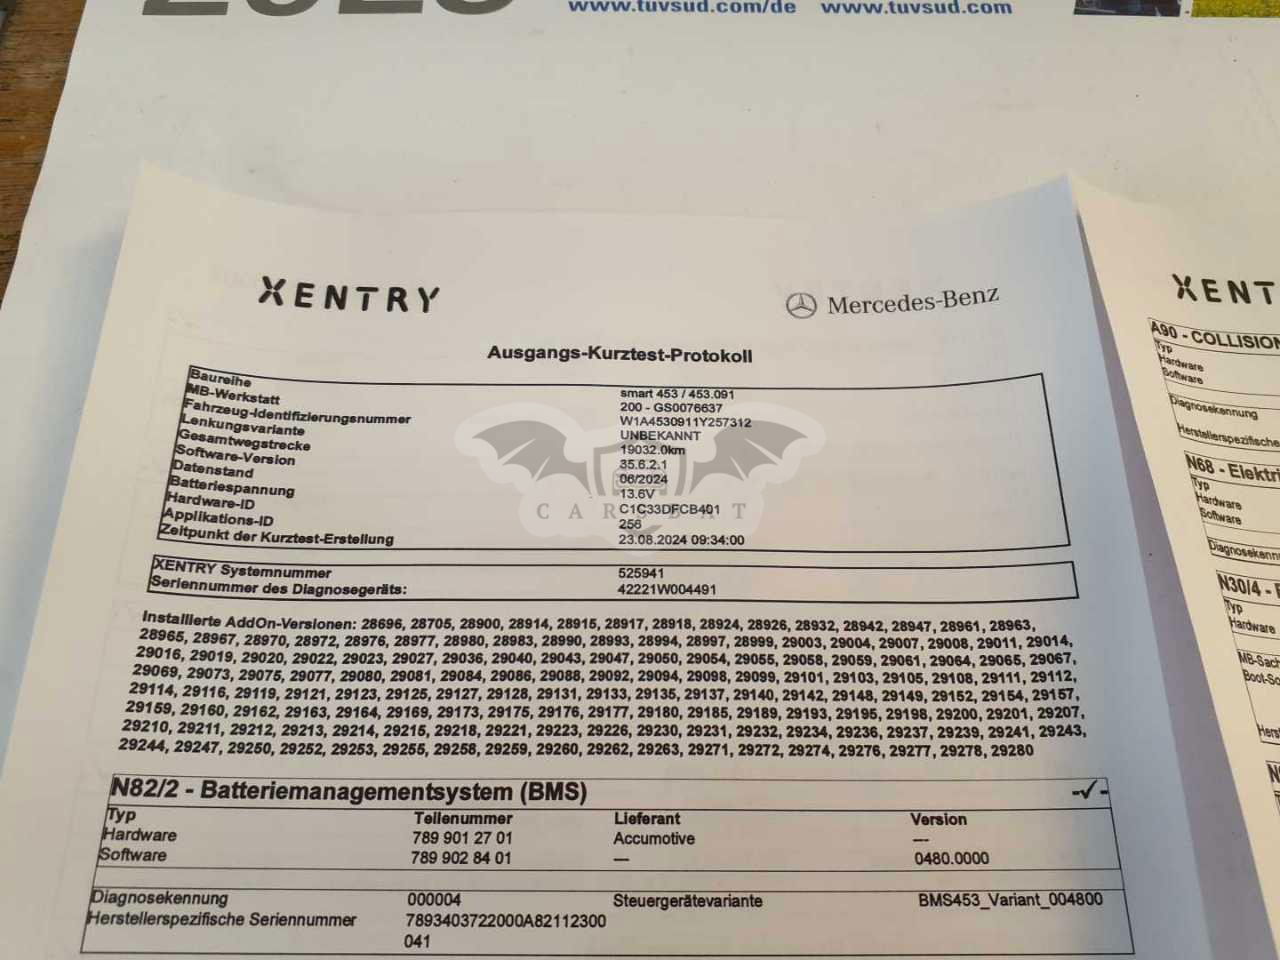 2025
www.tuvsud.com/de www.tuvsud.com
XENTRY
Mercedes-Benz
Ausgangs-Kurztest-Protokoll
Baureihe smart 453 / 453.091
MB-Werkstatt 200 - GS0076637
Fahrzeug-Identifizierungsnummer W1A4530911Y257312
Lenkungsvariante UNBEKANNT
Gesamtwegstrecke 19032.0km
Software-Version 35.6.2.1
Datenstand 06/2024
Batteriespannung 13.6V
Hardware-ID C1C33DFCB401
Applikations-ID 256
Zeitpunkt der Kurztest-Erstellung 23.08.2024 09:34:00
CARSBAT
XENTRY Systemnummer 525941
Seriennummer des Diagnosegeräts: 42221W004491
Installierte AddOn-Versionen: 28696, 28705, 28900, 28914, 28915, 28917, 28918, 28924, 28926, 28932, 28942, 28947, 28961, 28963,
28965, 28967, 28970, 28972, 28976, 28977, 28980, 28983, 28990, 28993, 28994, 28997, 28999, 29003, 29004, 29007, 29008, 29011, 29014,
29016, 29019, 29020, 29022, 29023, 29027, 29036, 29040, 29043, 29047, 29050, 29054, 29055, 29058, 29059, 29061, 29064, 29065, 29067,
29069, 29073, 29075, 29077, 29080, 29081, 29084, 29086, 29088, 29092, 29094, 29098, 29099, 29101, 29103, 29105, 29108, 29111, 29112,
29114, 29116, 29119, 29121, 29123, 29125, 29127, 29128, 29131, 29133, 29135, 29137, 29140, 29142, 29148, 29149, 29152, 29154, 29157,
29159, 29160, 29162, 29163, 29164, 29169, 29173, 29175, 29176, 29177, 29180, 29185, 29189, 29193, 29195, 29198, 29200, 29201, 29207,
29210, 29211, 29212, 29213, 29214, 29215, 29218, 29221, 29223, 29226, 29230, 29231, 29232, 29234, 29236, 29237, 29239, 29241, 29243,
29244, 29247, 29250, 29252, 29253, 29255, 29258, 29259, 29260, 29262, 29263, 29271, 29272, 29274, 29276, 29277, 29278, 29280
N82/2 - Batteriemanagementsystem (BMS) -✓-
Typ Teilenummer Lieferant Version
Hardware 789 901 27 01 Accumotive ---
Software 789 902 84 01 --- 0480.0000
Diagnosekennung 000004 Steuergerätevariante BMS453_Variant_004800
Herstellerspezifische Seriennummer 7893403722000A82112300
041
XENT
A90 - COLLISION
Typ
Hardware
Software
Diagnosekennung
Herstellerspezifische
N68 - Elektri
Typ
Hardware
Software
Diagnosekenn
N30/4 -
Typ
Hardware
MB-Sach
Boot-So
Hers